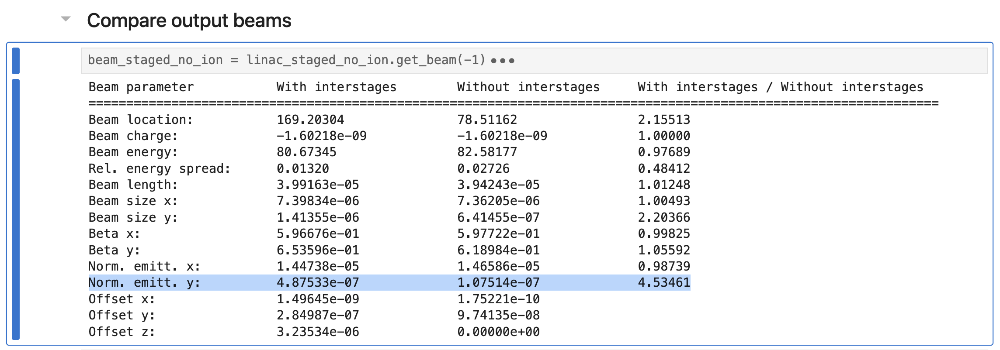 Compare output beams
beam_staged_no_ion = linac_staged_no_ion.get_beam(-1)•••
Beam parameter With interstages Without interstages With interstages / Without interstages
=================================================================================================================
Beam location: 169.20304 78.51162 2.15513
Beam charge: -1.60218e-09 -1.60218e-09 1.00000
Beam energy: 80.67345 82.58177 0.97689
Rel. energy spread: 0.01320 0.02726 0.48412
Beam length: 3.99163e-05 3.94243e-05 1.01248
Beam size x: 7.39834e-06 7.36205e-06 1.00493
Beam size y: 1.41355e-06 6.41455e-07 2.20366
Beta x: 5.96676e-01 5.97722e-01 0.99825
Beta y: 6.53596e-01 6.18984e-01 1.05592
Norm. emitt. x: 1.44738e-05 1.46586e-05 0.98739
Norm. emitt. y: 4.87533e-07 1.07514e-07 4.53461
Offset x: 1.49645e-09 1.75221e-10
Offset y: 2.84987e-07 9.74135e-08
Offset z: 3.23534e-06 0.00000e+00